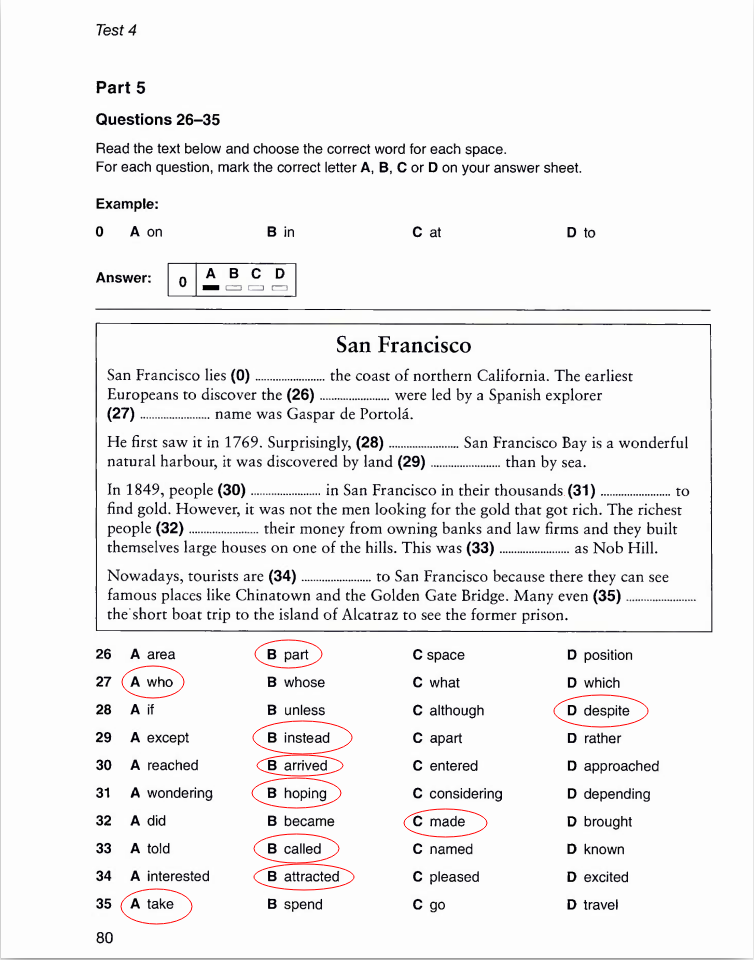 Test 4
Part 5
Questions 26–35
Read the text below and choose the correct word for each space.
For each question, mark the correct letter A, B, C or D on your answer sheet.
Example:
0 A on B in C at D to
Answer: 0 A B C D
San Francisco
San Francisco lies (0) ........................ the coast of northern California. The earliest
Europeans to discover the (26) ........................ were led by a Spanish explorer
(27) ........................ name was Gaspar de Portolá.
He first saw it in 1769. Surprisingly, (28) ........................ San Francisco Bay is a wonderful
natural harbour, it was discovered by land (29) ........................ than by sea.
In 1849, people (30) ........................ in San Francisco in their thousands (31) ........................ to
find gold. However, it was not the men looking for the gold that got rich. The richest
people (32) ........................ their money from owning banks and law firms and they built
themselves large houses on one of the hills. This was (33) ........................ as Nob Hill.
Nowadays, tourists are (34) ........................ to San Francisco because there they can see
famous places like Chinatown and the Golden Gate Bridge. Many even (35) ........................
the short boat trip to the island of Alcatraz to see the former prison.
26 A area B part C space D position
27 A who B whose C what D which
28 A if B unless C although D despite
29 A except B instead C apart D rather
30 A reached B arrived C entered D approached
31 A wondering B hoping C considering D depending
32 A did B became C made D brought
33 A told B called C named D known
34 A interested B attracted C pleased D excited
35 A take B spend C go D travel
80